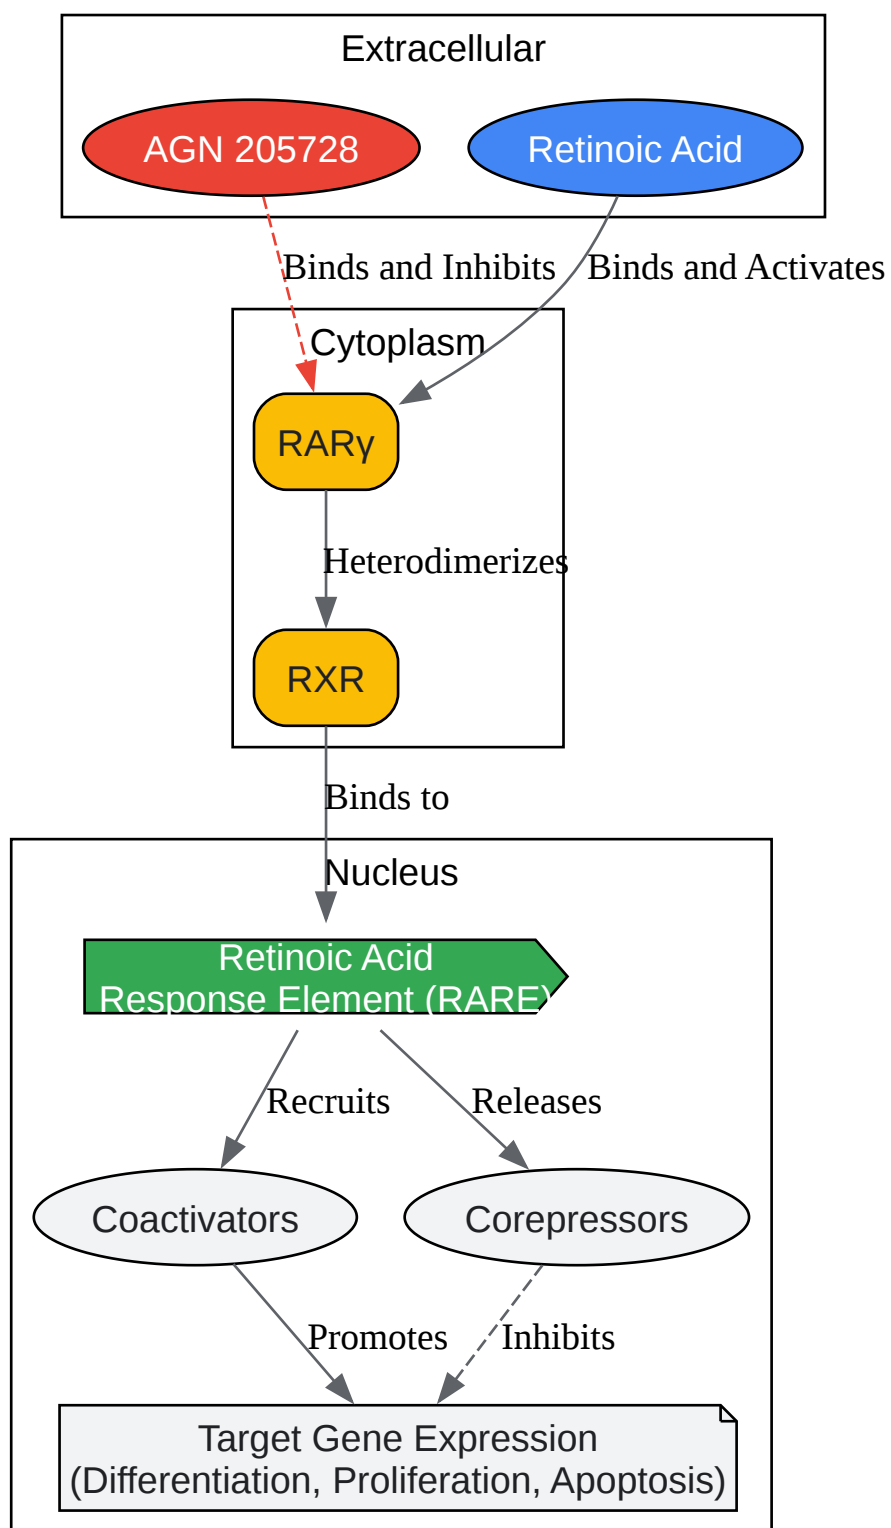 Extracellular
AGN 205728
Retinoic Acid
Binds and Inhibits
Binds and Activates
Cytoplasm
RARγ
Heterodimerizes
RXR
Binds to
Nucleus
Retinoic Acid
Response Element (RARE)
Recruits
Releases
Coactivators
Corepressors
Promotes
Inhibits
Target Gene Expression
(Differentiation, Proliferation, Apoptosis)